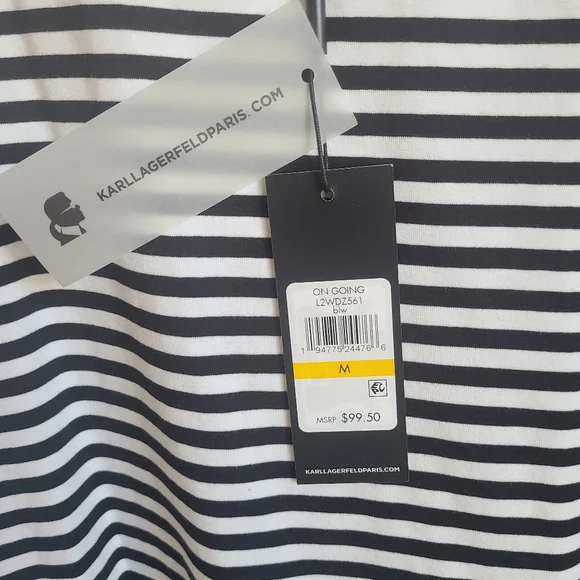 KARLLAGERFELDPARIS.COM
ON GOING
L2WDZ561
blw
1 94775 24476 6
M
MSRP $99.50
KARLLAGERFELDPARIS.COM